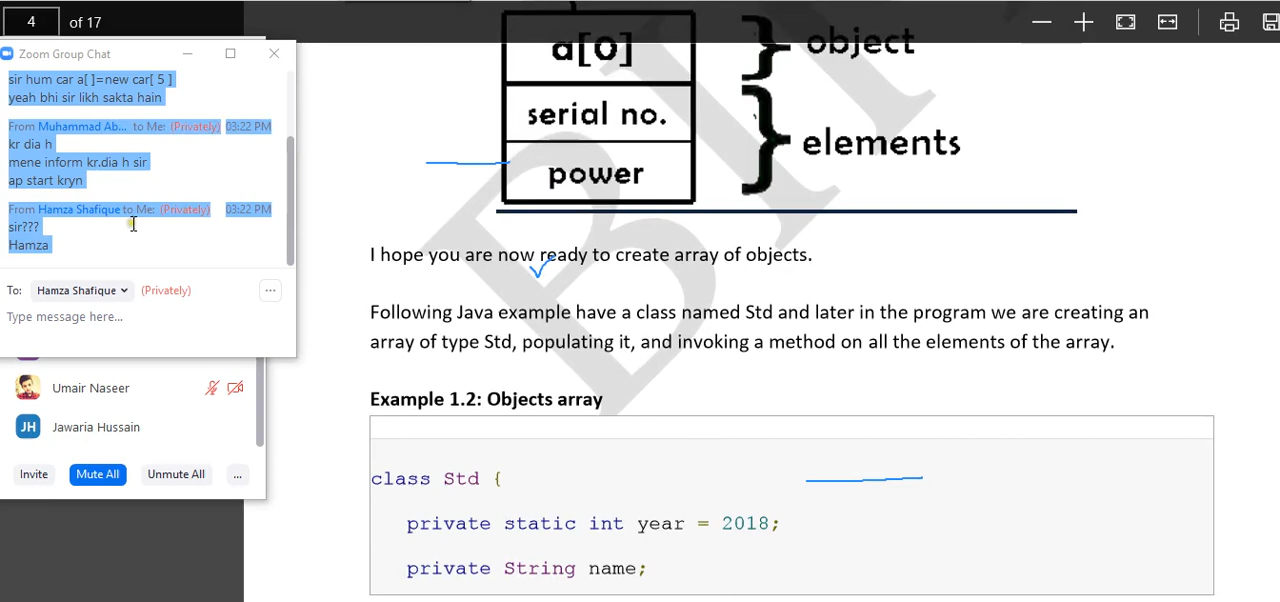 4 of 17
Zoom Group Chat
sir hum car a[ ]=new car[ 5 ]
yeah bhi sir likh sakta hain
From Muhammad Ab... to Me: (Privately) 03:22 PM
kr dia h
mene inform kr.dia h sir
ap start kryn
From Hamza Shafique to Me: (Privately) 03:22 PM
sir???
Hamza
To: Hamza Shafique (Privately) ...
Type message here...
Umair Naseer
JH Jawaria Hussain
Invite Mute All Unmute All ...
a[0] object
serial no.
power
elements
I hope you are now ready to create array of objects.
Following Java example have a class named Std and later in the program we are creating an
array of type Std, populating it, and invoking a method on all the elements of the array.
Example 1.2: Objects array
class Std {
private static int year = 2018;
private String name;